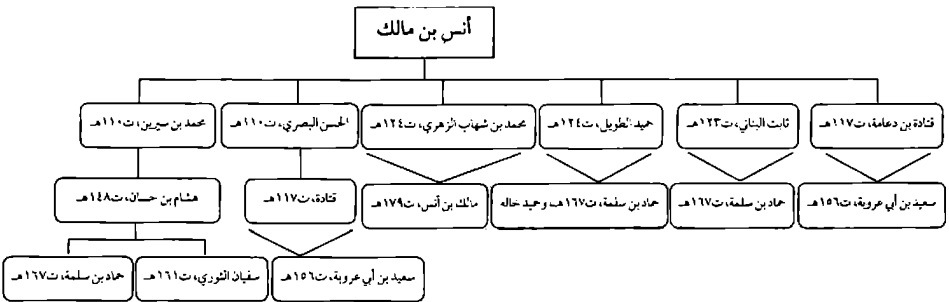 أنس بن مالك
قتادة بن دعامة، ت١١٧هـ
ثابت البناني، ت١٢٣هـ
حميد الطويل، ت١٢٤هـ
محمد بن شهاب الزهري، ت١٢٤هـ
الحسن البصري، ت١١٠هـ
محمد بن سيرين، ت١١٠هـ
سعيد بن أبي عروبة، ت١٥٦هـ
حماد بن سلمة، ت١٦٧هـ
حماد بن سلمة، ت١٦٧هـ، وحميد خاله
مالك بن أنس، ت١٧٩هـ
قتادة، ت١١٧هـ
هشام بن حسان، ت١٤٨هـ
سعيد بن أبي عروبة، ت١٥٦هـ
سفيان الثوري، ت١٦١هـ
حماد بن سلمة، ت١٦٧هـ